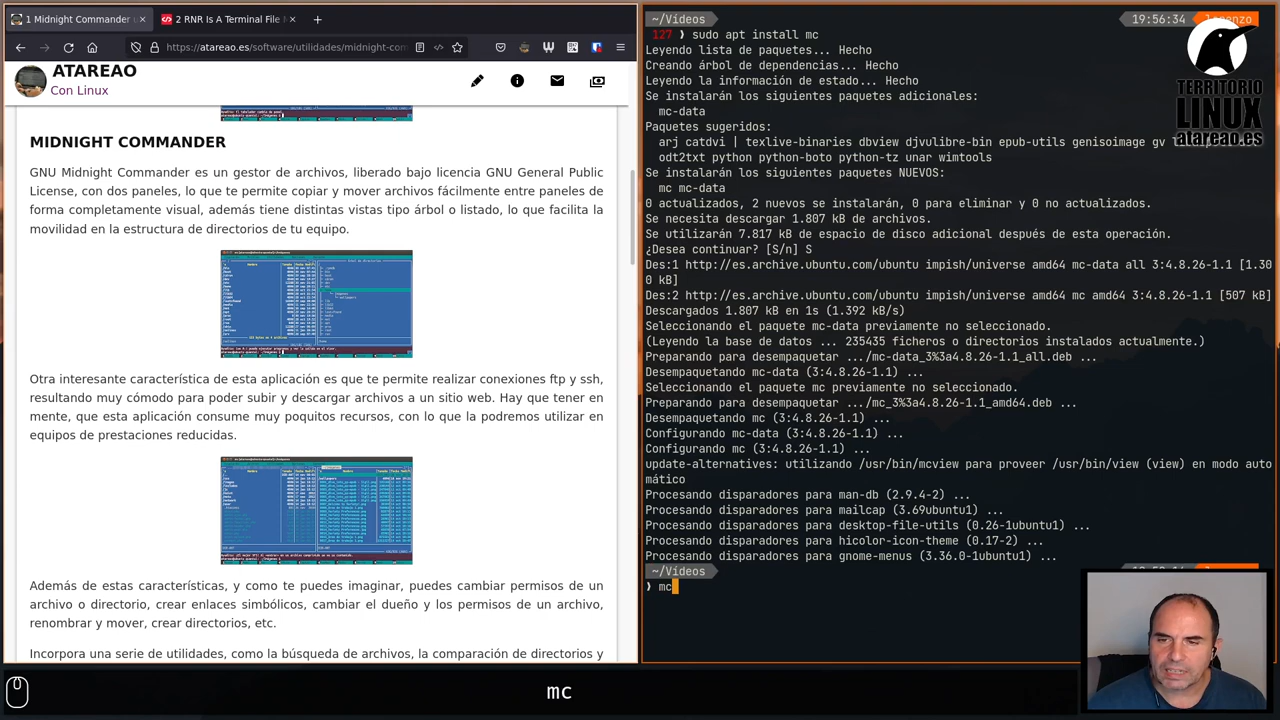 1 Midnight Commander u
2 RNR Is A Terminal File M
https://atareao.es/software/utilidades/midnight-com
ATAREAO
Con Linux
MIDNIGHT COMMANDER
GNU Midnight Commander es un gestor de archivos, liberado bajo licencia GNU General Public
License, con dos paneles, lo que te permite copiar y mover archivos fácilmente entre paneles de
forma completamente visual, además tiene distintas vistas tipo árbol o listado, lo que facilita la
movilidad en la estructura de directorios de tu equipo.
Otra interesante característica de esta aplicación es que te permite realizar conexiones ftp y ssh,
resultando muy cómodo para poder subir y descargar archivos a un sitio web. Hay que tener en
mente, que esta aplicación consume muy poquitos recursos, con lo que la podremos utilizar en
equipos de prestaciones reducidas.
Además de estas características, y como te puedes imaginar, puedes cambiar permisos de un
archivo o directorio, crear enlaces simbólicos, cambiar el dueño y los permisos de un archivo,
renombrar y mover, crear directorios, etc.
Incorpora una serie de utilidades, como la búsqueda de archivos, la comparación de directorios y
~/Vídeos 19:56:34 lorenzo
127 ❯ sudo apt install mc
Leyendo lista de paquetes... Hecho
Creando árbol de dependencias... Hecho
Leyendo la información de estado... Hecho
Se instalarán los siguientes paquetes adicionales:
mc-data
Paquetes sugeridos:
arj catdvi | texlive-binaries dbview djvulibre-bin epub-utils genisoimage gv
odt2txt python python-boto python-tz unar wimtools
Se instalarán los siguientes paquetes NUEVOS:
mc mc-data
0 actualizados, 2 nuevos se instalarán, 0 para eliminar y 0 no actualizados.
Se necesita descargar 1.807 kB de archivos.
Se utilizarán 7.817 kB de espacio de disco adicional después de esta operación.
¿Desea continuar? [S/n] S
Des:1 http://archive.ubuntu.com/ubuntu impish/universe amd64 mc-data all 3:4.8.26-1.1 [1.30
0 kB]
Des:2 http://archive.ubuntu.com/ubuntu impish/universe amd64 mc amd64 3:4.8.26-1.1 [507 kB]
Descargados 1.807 kB en 1s (1.392 kB/s)
Seleccionando el paquete mc-data previamente no seleccionado.
(Leyendo la base de datos ... 235435 ficheros o directorios instalados actualmente.)
Preparando para desempaquetar .../mc-data_3%3a4.8.26-1.1_all.deb ...
Desempaquetando mc-data (3:4.8.26-1.1) ...
Seleccionando el paquete mc previamente no seleccionado.
Preparando para desempaquetar .../mc_3%3a4.8.26-1.1_amd64.deb ...
Desempaquetando mc (3:4.8.26-1.1) ...
Configurando mc-data (3:4.8.26-1.1) ...
Configurando mc (3:4.8.26-1.1) ...
update-alternatives: utilizando /usr/bin/mcview para proveer /usr/bin/view (view) en modo auto
mático
Procesando disparadores para man-db (2.9.4-2) ...
Procesando disparadores para mailcap (3.69ubuntu1) ...
Procesando disparadores para desktop-file-utils (0.26-1ubuntu1) ...
Procesando disparadores para hicolor-icon-theme (0.17-2) ...
Procesando disparadores para gnome-menus (3.36.0-1ubuntu1) ...
~/Vídeos
❯ mc
TERRITORIO
LINUX
atareao.es
mc